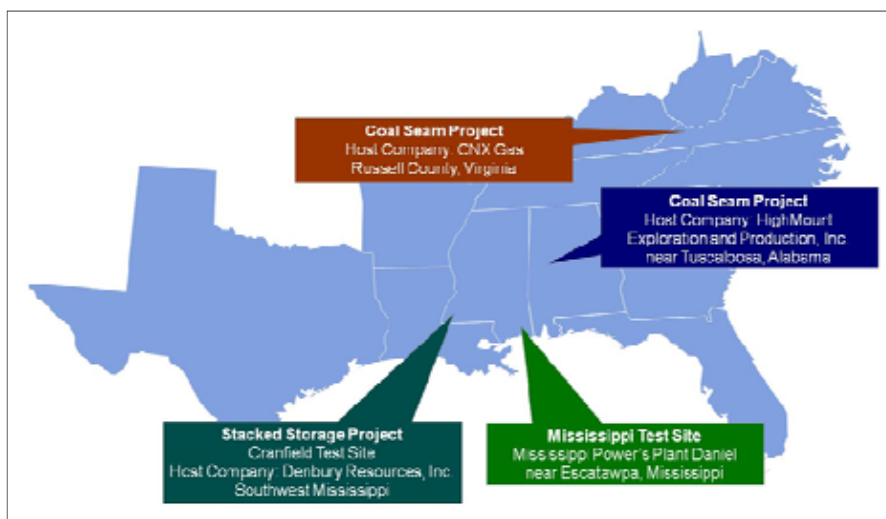 Coal Seam Project
Host Company: CNX Gas
Russell County, Virginia
Coal Seam Project
Host Company: HighMount
Exploration and Production, Inc
near Tuscaloosa, Alabama
Stacked Storage Project
Cranfield Test Site
Host Company: Denbury Resources, Inc.
Southwest Mississippi
Mississippi Test Site
Mississippi Power's Plant Daniel
near Escatawpa, Mississippi